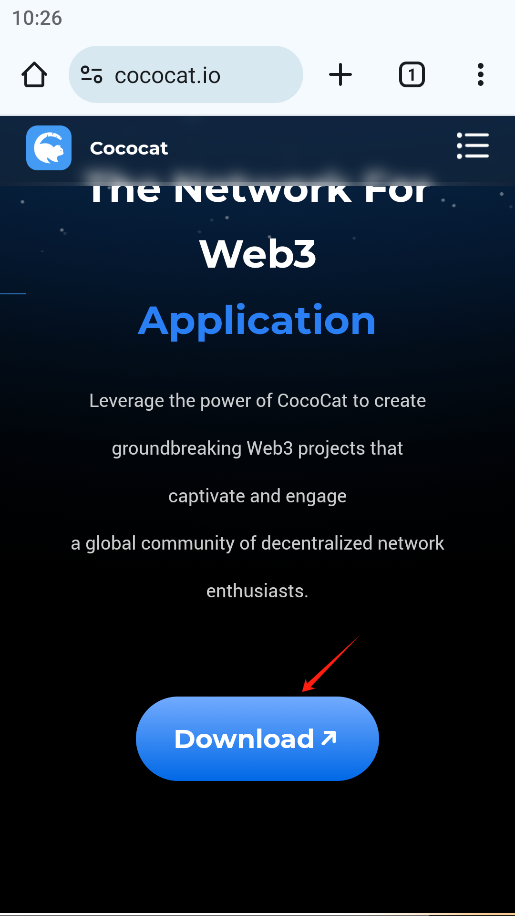 10:26
cococat.io
1
Cococat
The Network For
Web3
Application
Leverage the power of CocoCat to create
groundbreaking Web3 projects that
captivate and engage
a global community of decentralized network
enthusiasts.
Download